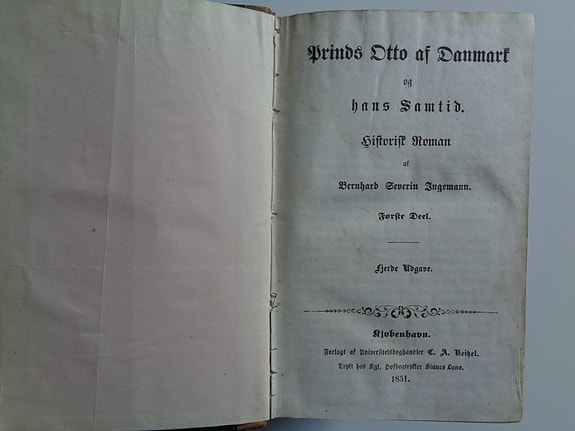 Prinds Otto af Danmark
og
hans Samtid.
Historisk Roman
af
Bernhard Severin Ingemann.
Første Deel.
Fjerde Udgave.
Kjøbenhavn.
Forlagt af Universitetsboghandler C. A. Reitzel.
Trykt hos Kgl. Hofbogtrykker Bianco Luno.
1851.